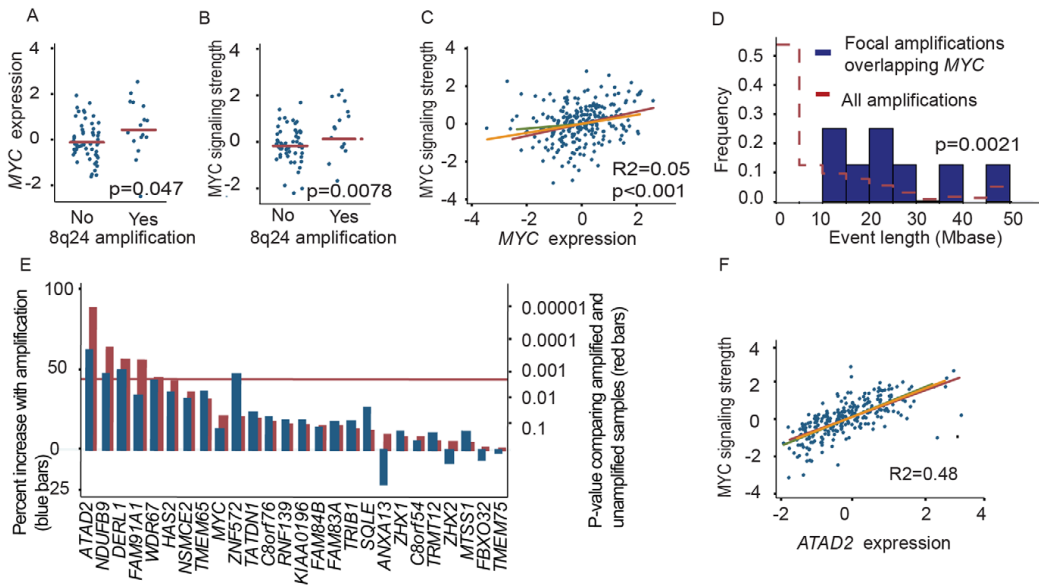 A
MYC expression
4
2
0
-2
p=0.047
No
Yes
8q24 amplification
B
MYC signaling strength
4
2
0
-2
p=0.0078
No
Yes
8q24 amplification
C
MYC signaling strength
4
2
0
-2
-4
R2=0.05
p<0.001
-4
-2
0
2
MYC expression
D
Focal amplifications
overlapping MYC
All amplifications
Frequency
0.5
0.3
0.1
0.0
p=0.0021
0
10
20
30
40
50
Event length (Mbase)
E
Percent increase with amplification
(blue bars)
100
50
0
25
0.00001
0.0001
0.001
0.01
0.1
P-value comparing amplified and
unamplified samples (red bars)
ATAD2
NDUFB9
DERL1
FAM91A1
WDR67
HAS2
NSMCE2
TMEM65
MYC
ZNF572
TATDN1
C8orf76
RNF139
KIAA0196
FAM84B
FAM83A
TRIB1
SQLE
ANXA13
ZHX1
C8orf54
TRMT12
ZHX2
MTSS1
FBXO32
TMEM75
F
MYC signaling strength
4
2
0
-2
-4
R2=0.48
-2
0
2
4
ATAD2 expression